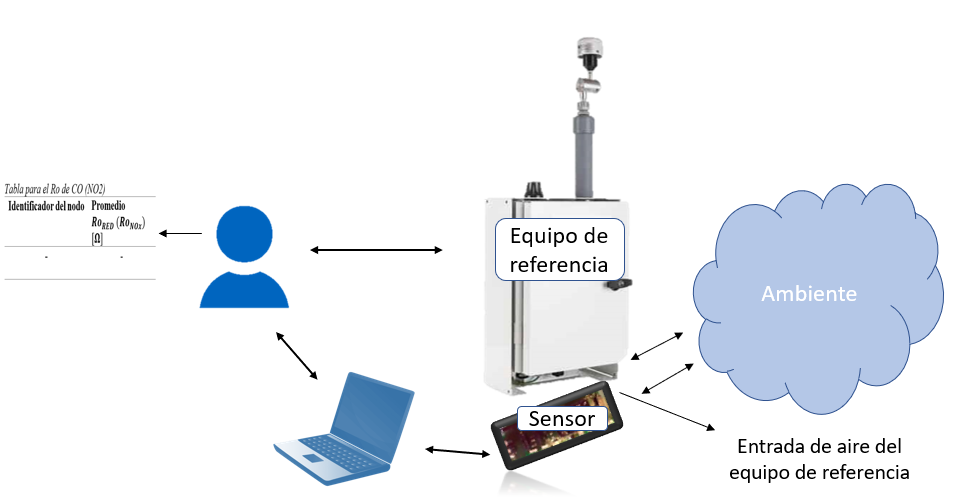 Tabla para el Ro de CO (NO2)
Identificador del nodo Promedio
Ro_RED (Ro_NOx)
[Ω]
- -
Equipo de
referencia
Ambiente
Sensor
Entrada de aire del
equipo de referencia